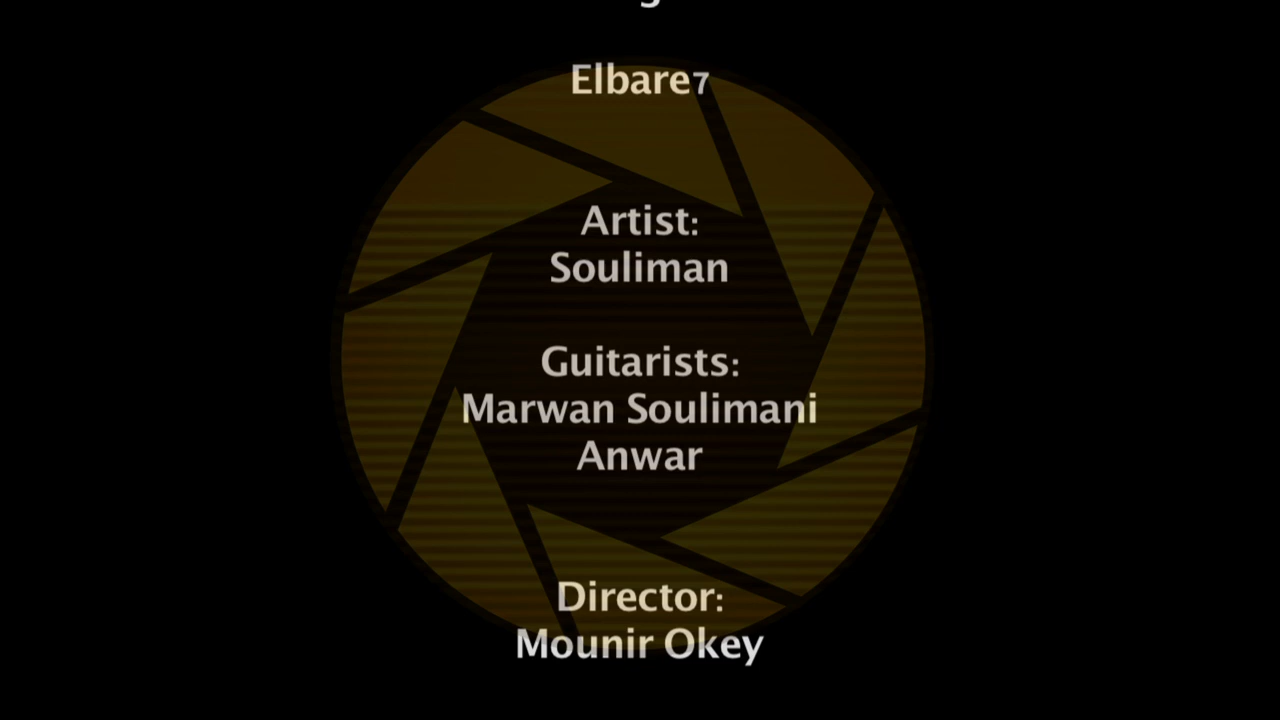 Elbare7
Artist:
Souliman
Guitarists:
Marwan Soulimani
Anwar
Director:
Mounir Okey